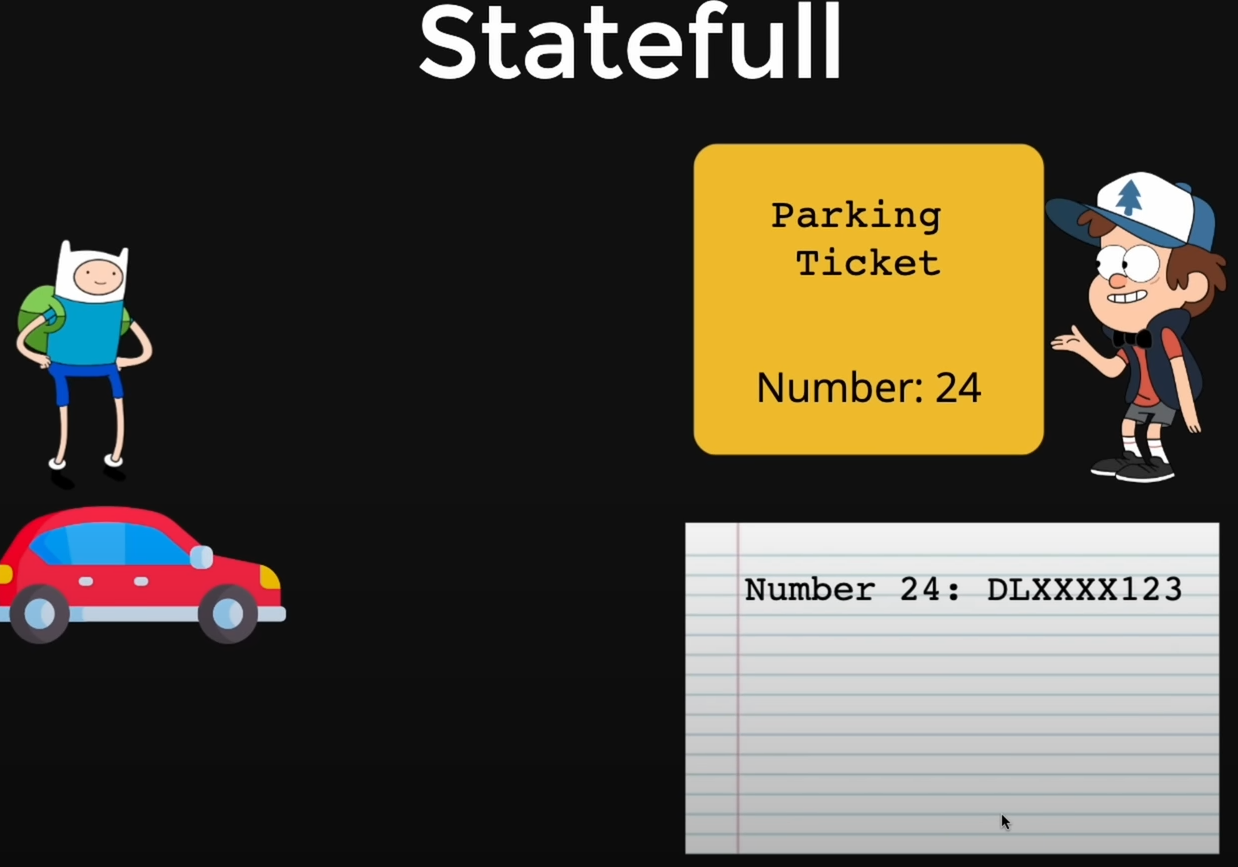 Statefull
Parking
Ticket
Number: 24
Number 24: DLXXXX123